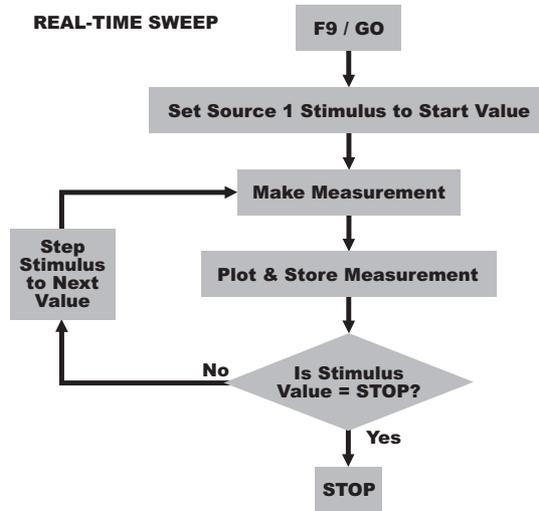 REAL-TIME SWEEP
F9 / GO
Set Source 1 Stimulus to Start Value
Make Measurement
Step
Stimulus
to Next
Value
Plot & Store Measurement
Is Stimulus
Value = STOP?
No
Yes
STOP